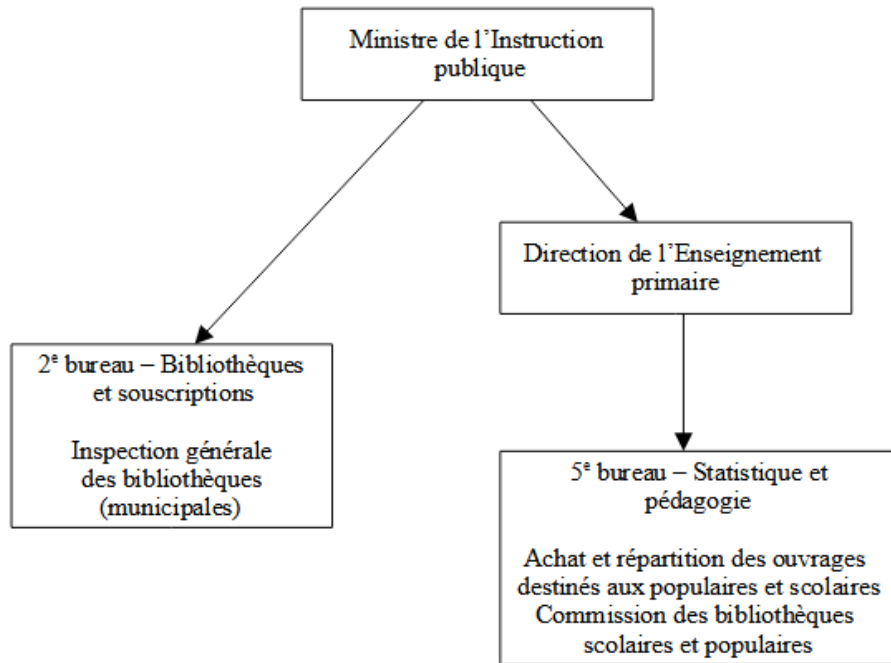 Ministre de l’Instruction
publique
Direction de l’Enseignement
primaire
2e bureau – Bibliothèques
et souscriptions
Inspection générale
des bibliothèques
(municipales)
5e bureau – Statistique et
pédagogie
Achat et répartition des ouvrages
destinés aux populaires et scolaires
Commission des bibliothèques
scolaires et populaires